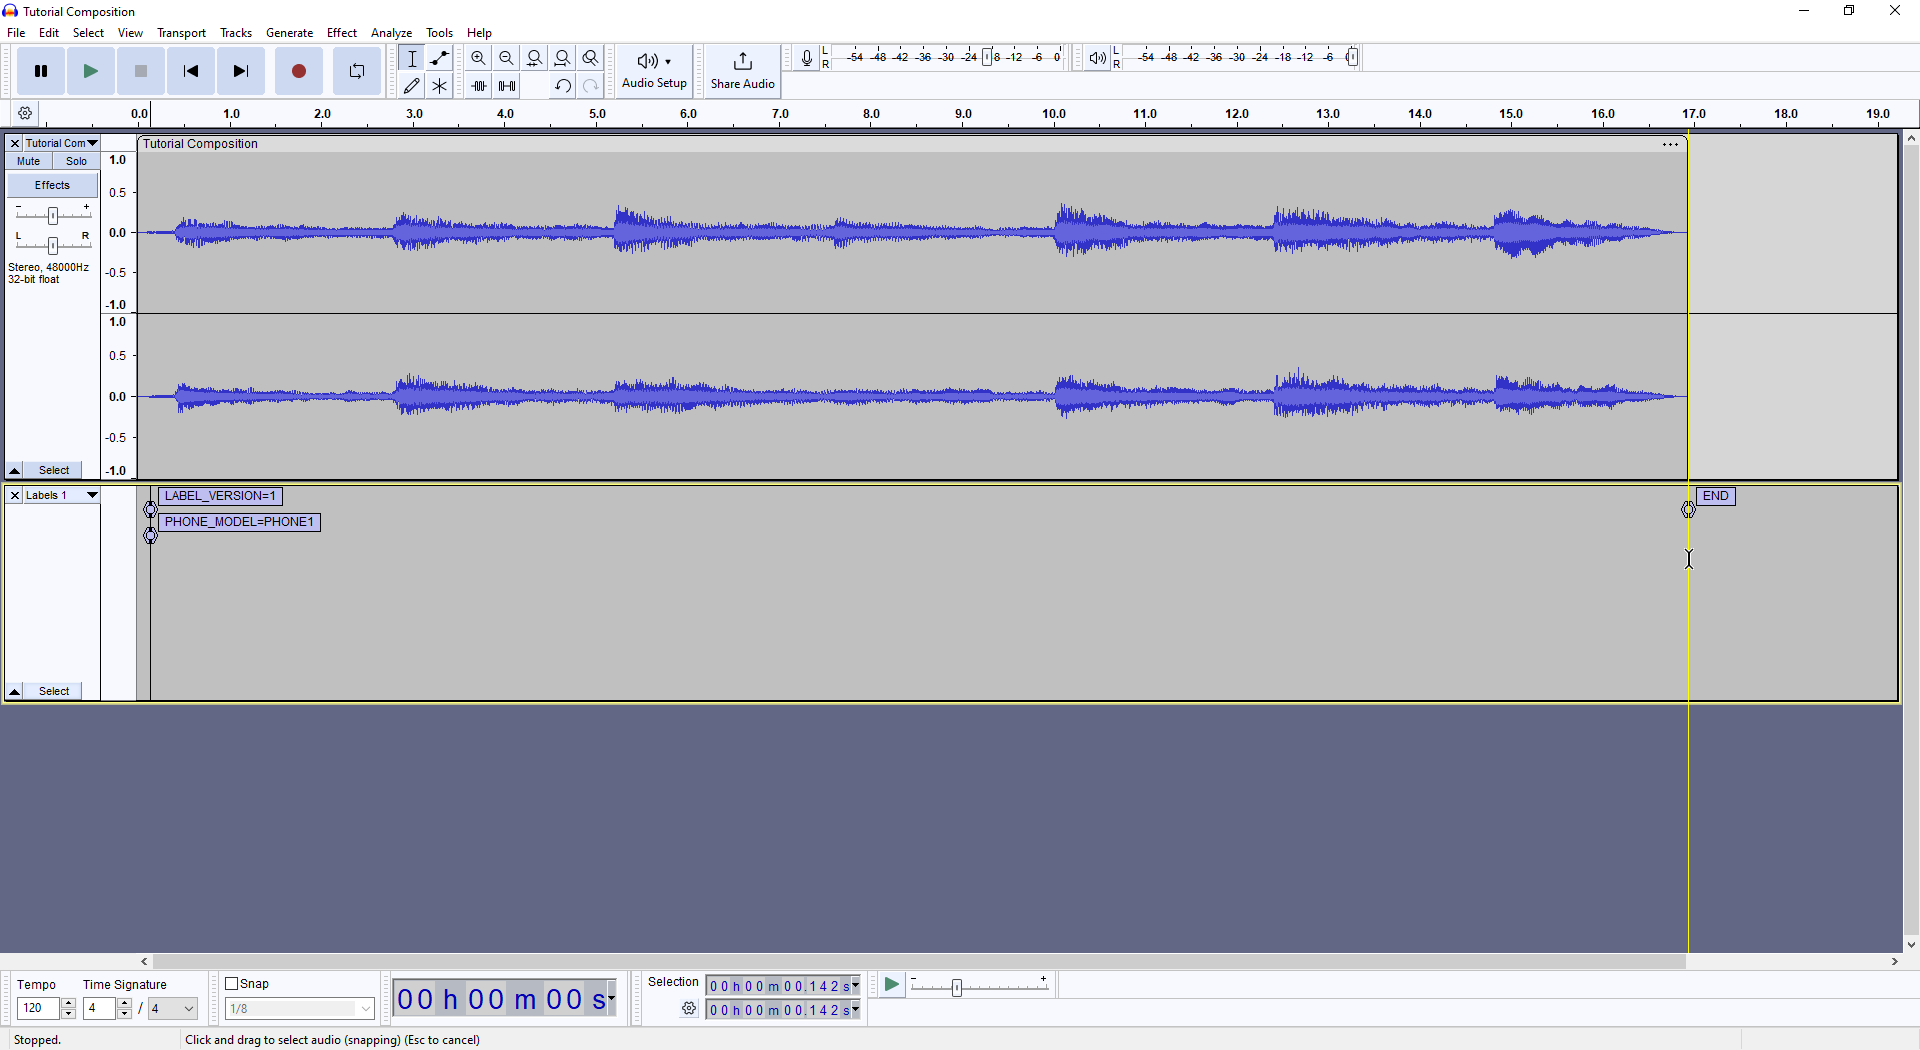 Tutorial Composition
File Edit Select View Transport Tracks Generate Effect Analyze Tools Help
Audio Setup
Share Audio
L
R
-54 -48 -42 -36 -30 -24 8 -12 -6 0
L
R
-54 -48 -42 -36 -30 -24 -18 -12 -6 0
0.0 1.0 2.0 3.0 4.0 5.0 6.0 7.0 8.0 9.0 10.0 11.0 12.0 13.0 14.0 15.0 16.0 17.0 18.0 19.0
Tutorial Com
Mute Solo
Effects
- +
L R
Stereo, 48000Hz
32-bit float
Select
Tutorial Composition ...
1.0
0.5
0.0
-0.5
-1.0
1.0
0.5
0.0
-0.5
-1.0
Labels 1
Select
LABEL_VERSION=1
PHONE_MODEL=PHONE1
END
Tempo
120
Time Signature
4 / 4
Snap
1/8
00 h 00 m 00 s
Selection
00 h 00 m 00.142 s
00 h 00 m 00.142 s
- +
Stopped.
Click and drag to select audio (snapping) (Esc to cancel)